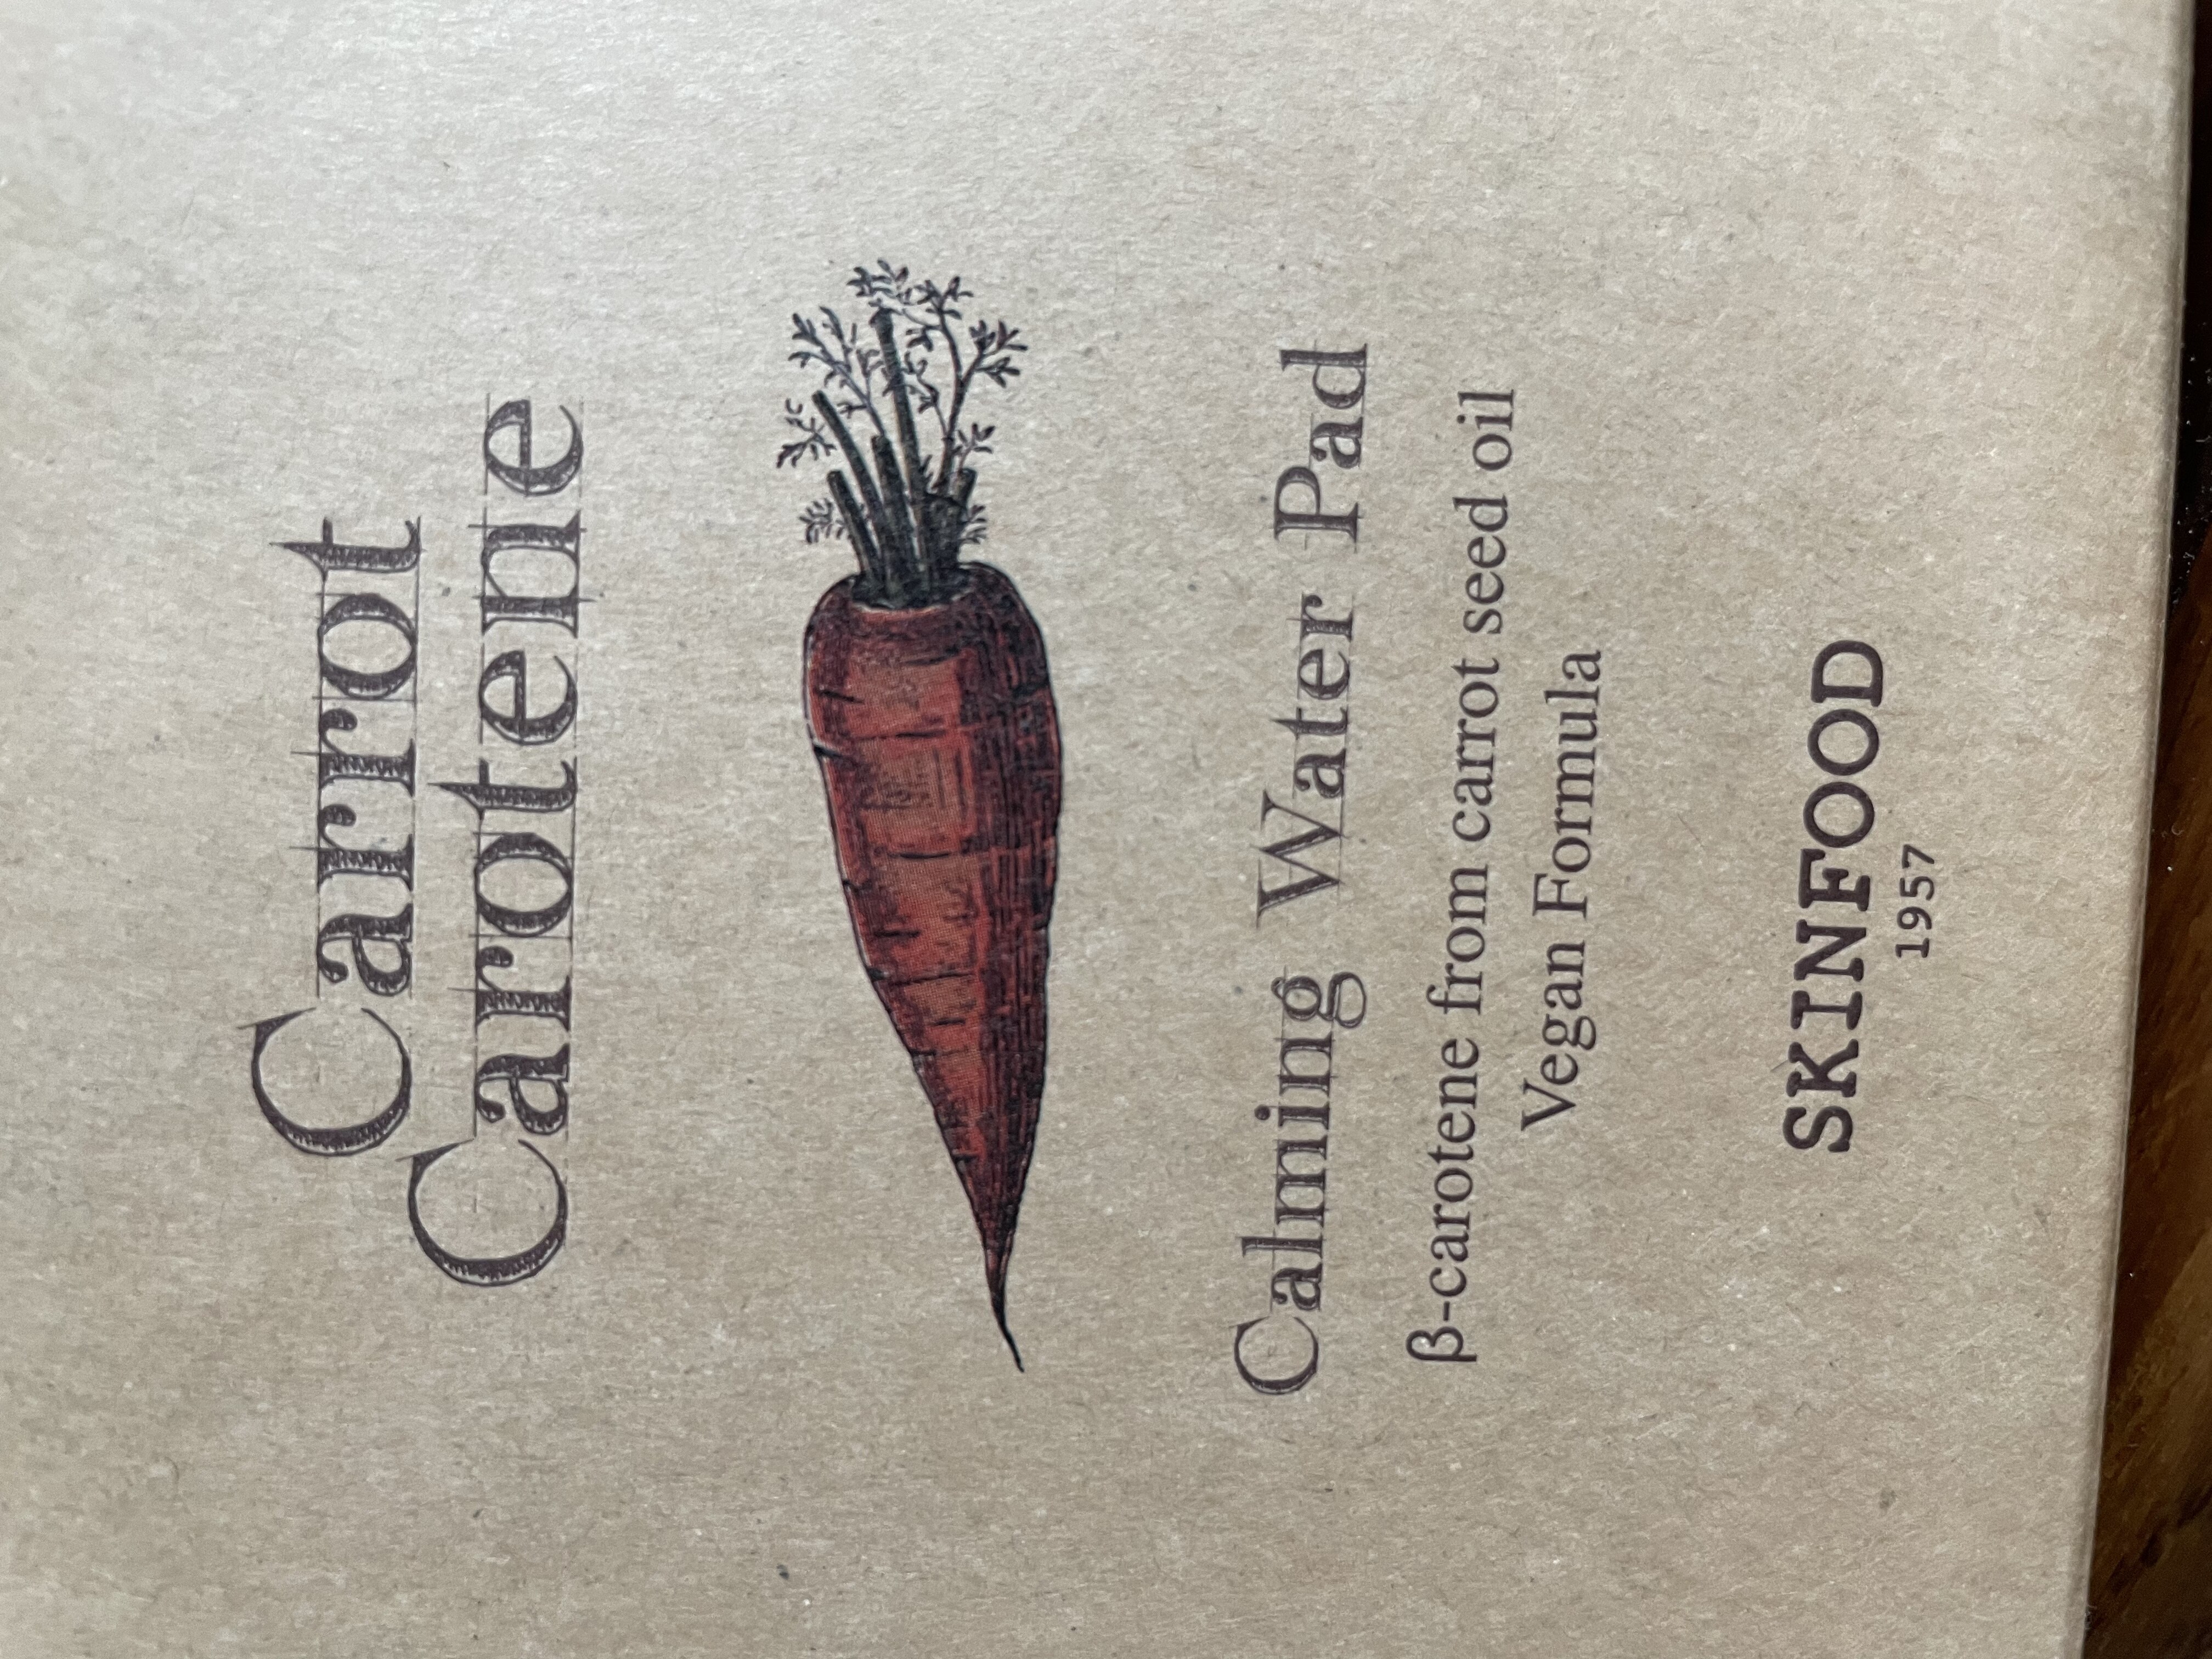 Carrot
Carotene
Calming Water Pad
β-carotene from carrot seed oil
Vegan Formula
SKINFOOD
1957